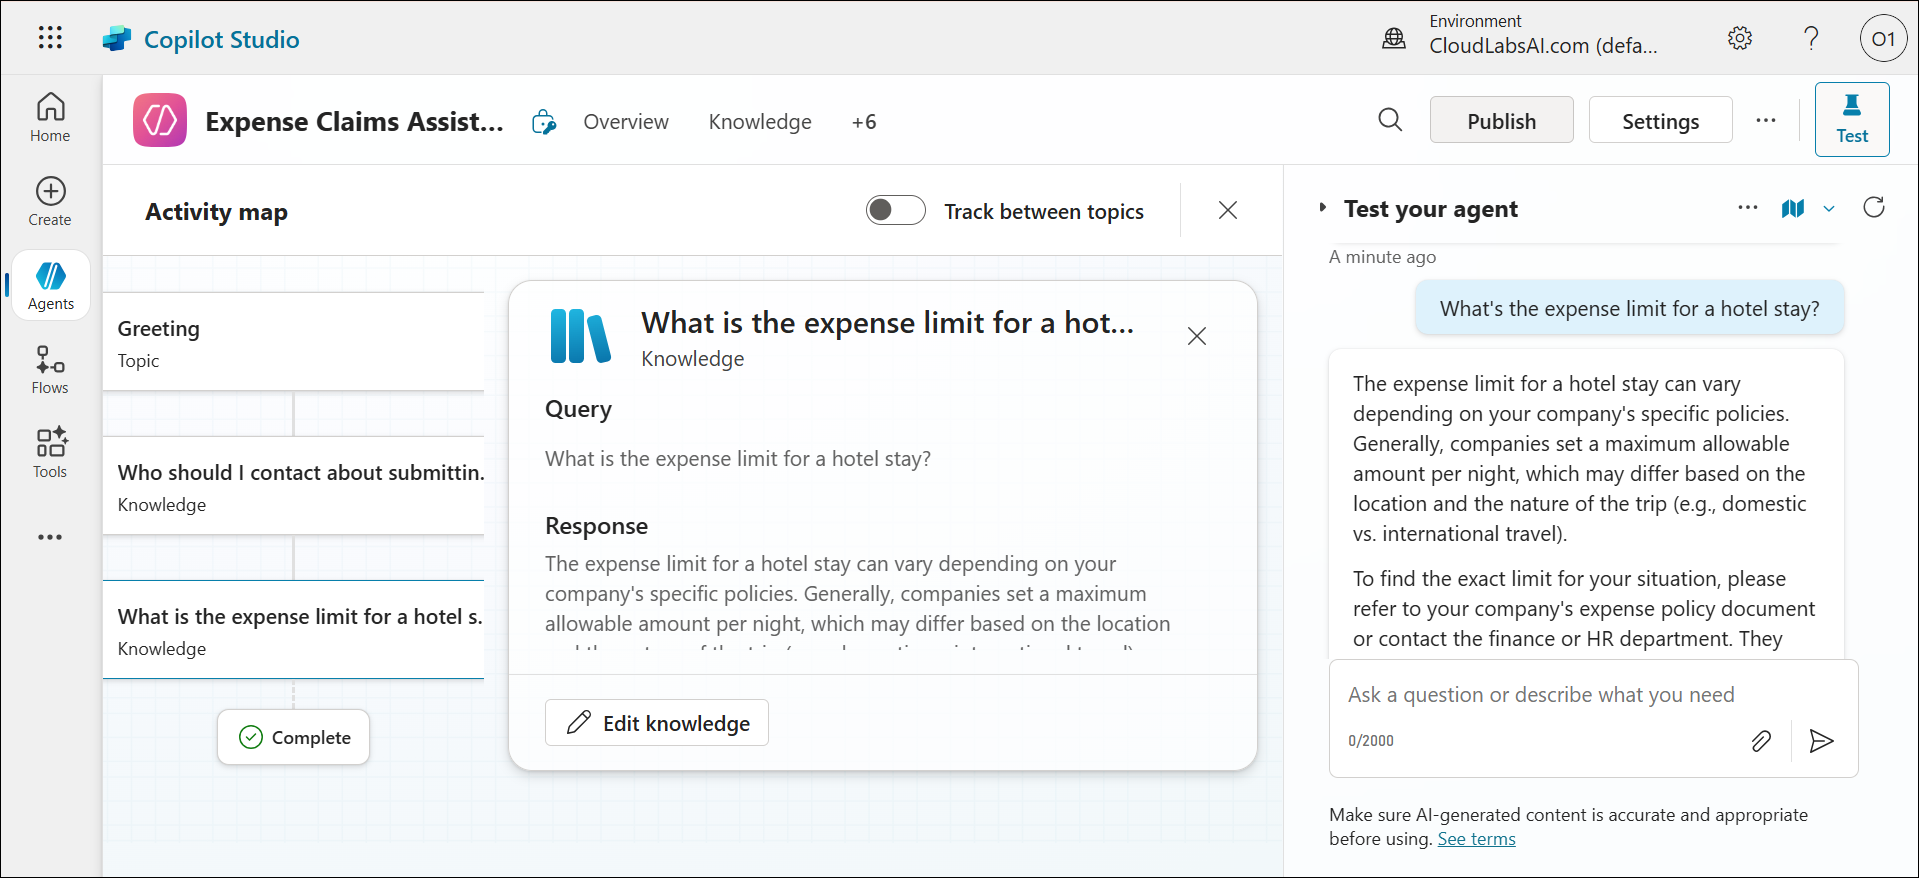 Copilot Studio
Environment
CloudLabsAI.com (defa...
O1
Home
Create
Agents
Flows
Tools
Expense Claims Assist...
Overview
Knowledge
+6
Publish
Settings
Test
Activity map
Track between topics
Greeting
Topic
Who should I contact about submittin.
Knowledge
What is the expense limit for a hotel s.
Knowledge
Complete
What is the expense limit for a hot...
Knowledge
Query
What is the expense limit for a hotel stay?
Response
The expense limit for a hotel stay can vary depending on your
company's specific policies. Generally, companies set a maximum
allowable amount per night, which may differ based on the location
Edit knowledge
Test your agent
A minute ago
What's the expense limit for a hotel stay?
The expense limit for a hotel stay can vary
depending on your company's specific policies.
Generally, companies set a maximum allowable
amount per night, which may differ based on the
location and the nature of the trip (e.g., domestic
vs. international travel).
To find the exact limit for your situation, please
refer to your company's expense policy document
or contact the finance or HR department. They
Ask a question or describe what you need
0/2000
Make sure AI-generated content is accurate and appropriate
before using. See terms